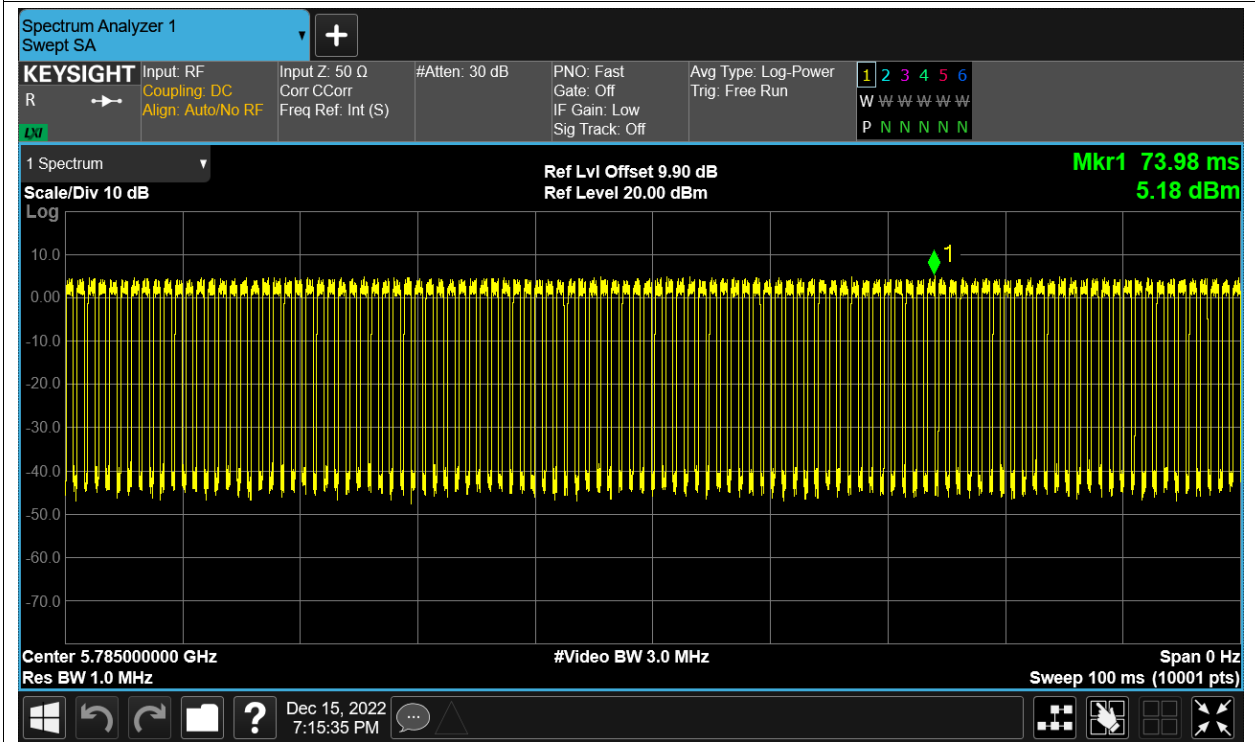 Spectrum Analyzer 1
Swept SA
+
KEYSIGHT Input: RF Input Z: 50 Ω #Atten: 30 dB PNO: Fast Avg Type: Log-Power 1 2 3 4 5 6
R Coupling: DC Corr CCorr Gate: Off Trig: Free Run W W W W W W
Align: Auto/No RF Freq Ref: Int (S) IF Gain: Low
LXI Sig Track: Off P N N N N N
1 Spectrum Ref Lvl Offset 9.90 dB Mkr1 73.98 ms
Scale/Div 10 dB Ref Level 20.00 dBm 5.18 dBm
Log
1
10.0
0.00
-10.0
-20.0
-30.0
-40.0
-50.0
-60.0
-70.0
Center 5.785000000 GHz #Video BW 3.0 MHz Span 0 Hz
Res BW 1.0 MHz Sweep 100 ms (10001 pts)
? Dec 15, 2022
7:15:35 PM